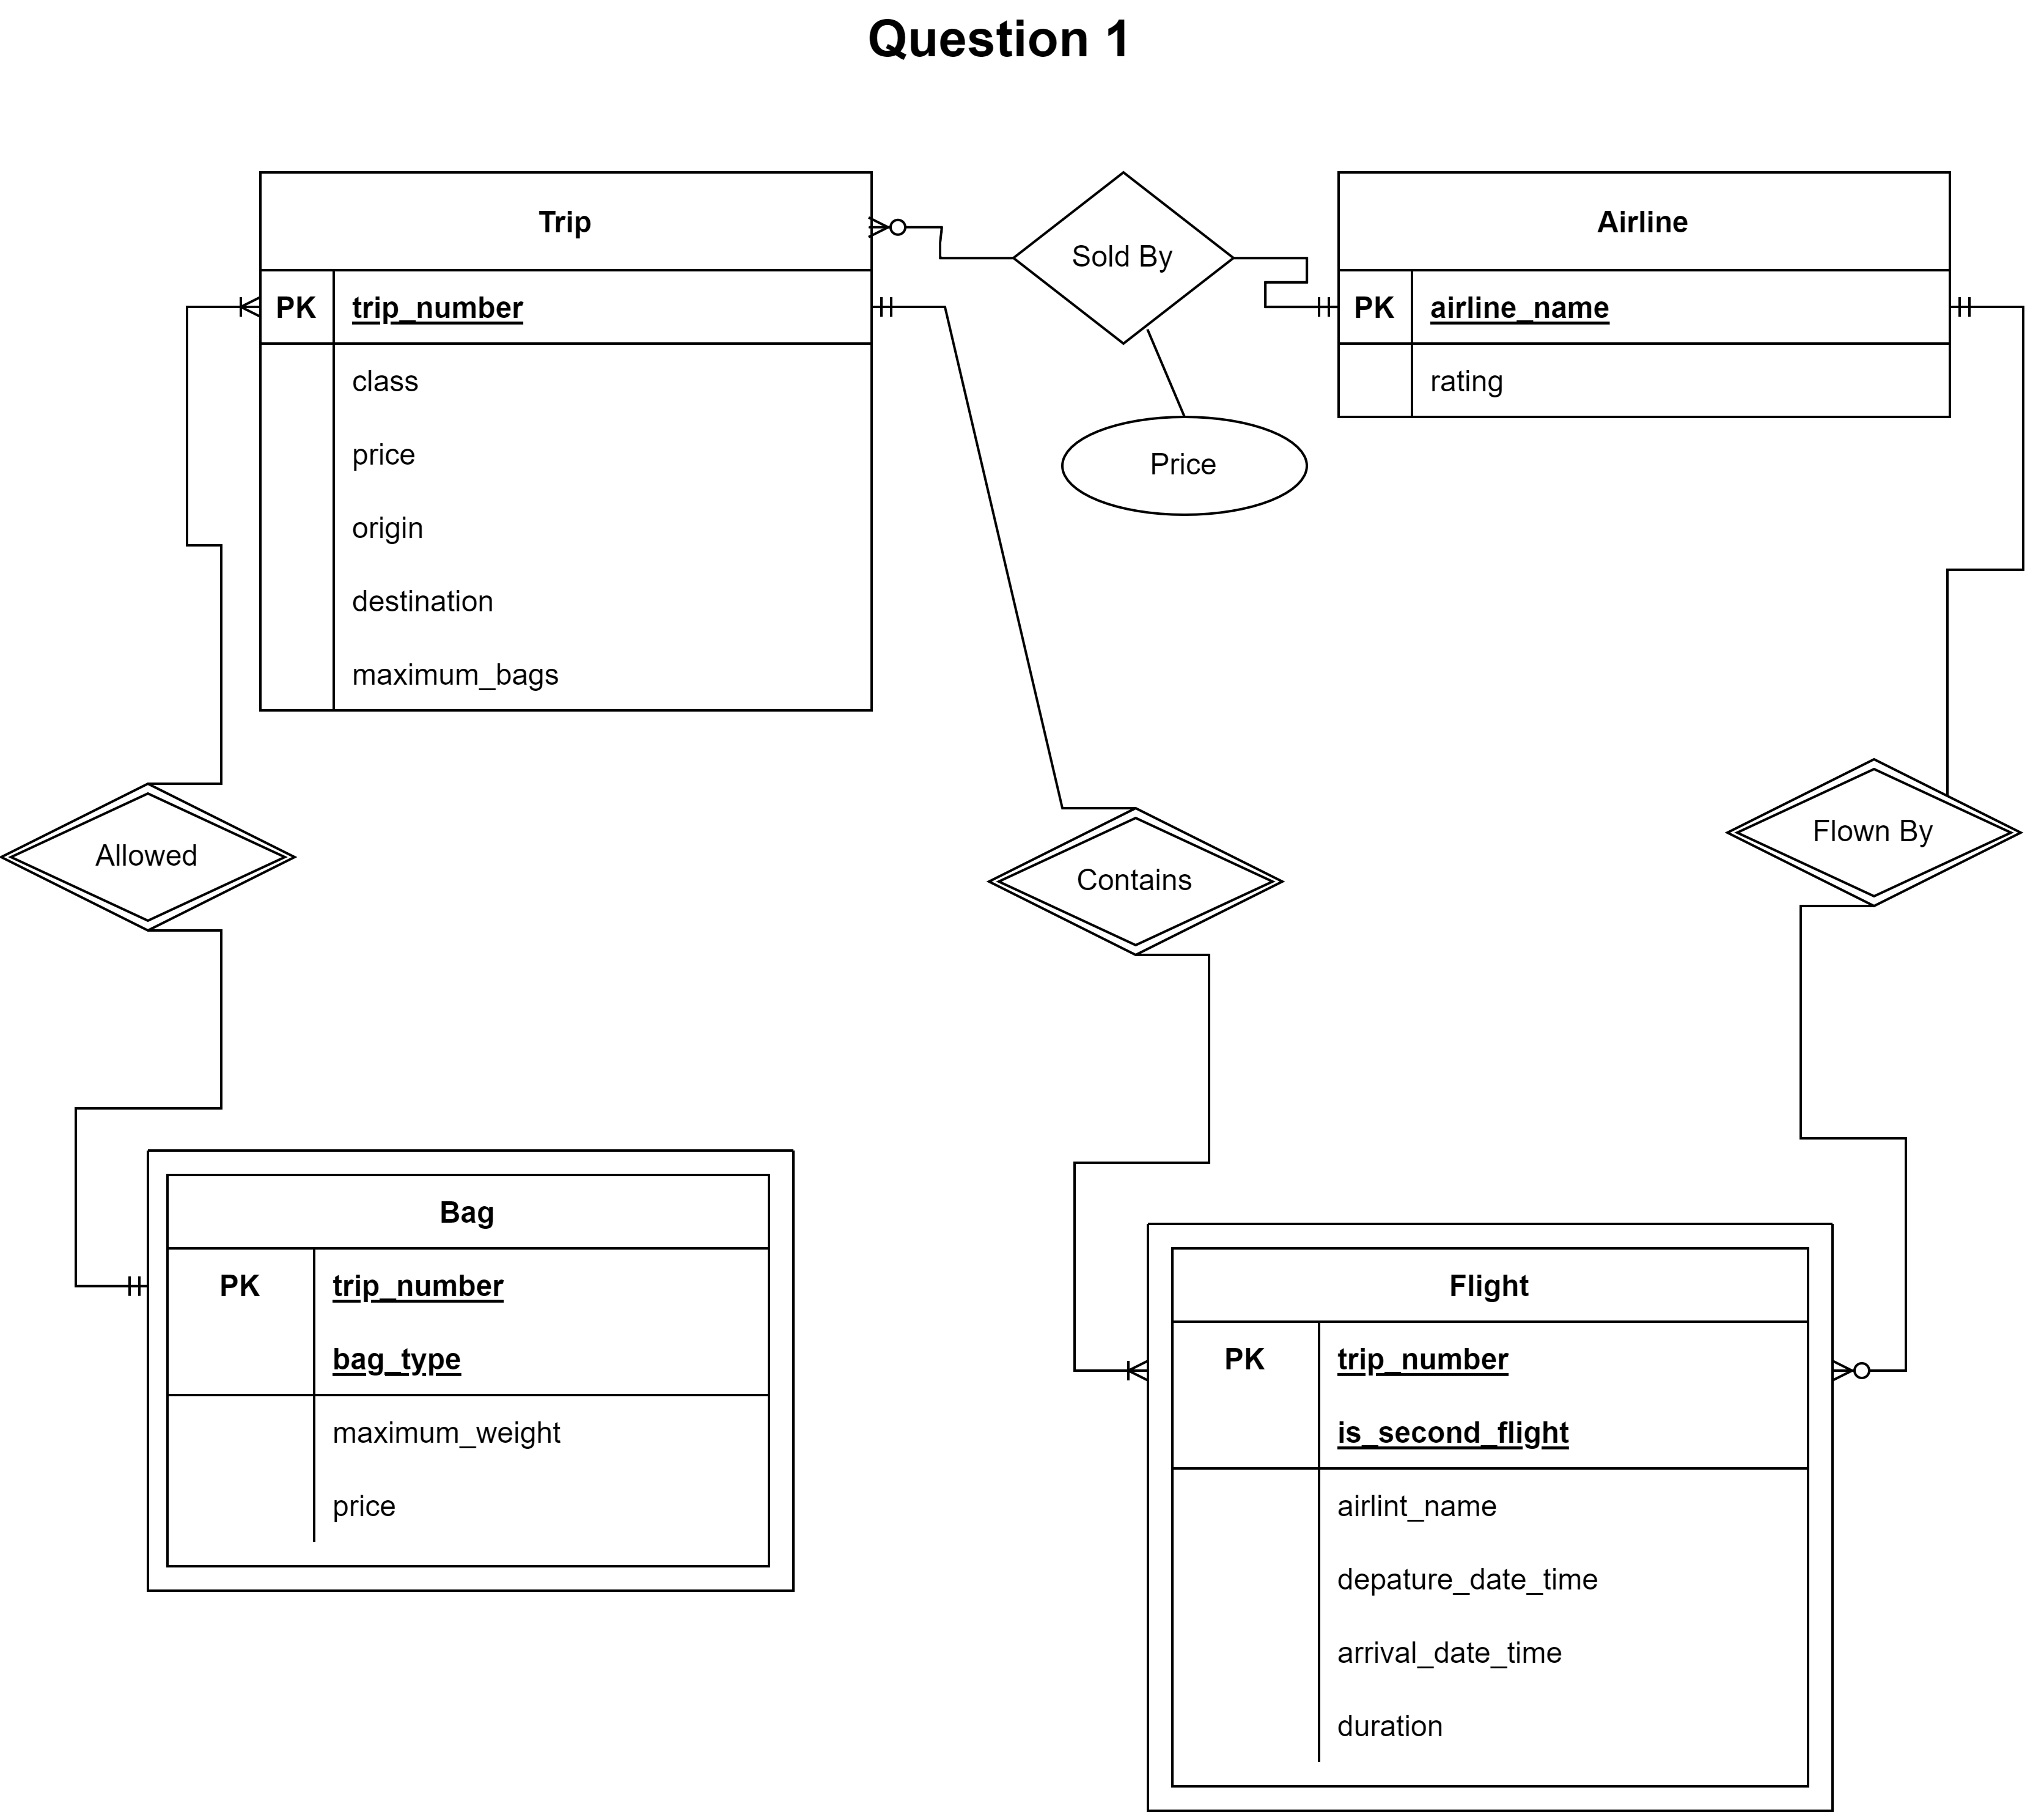 Question 1
Trip
PK
trip_number
class
price
origin
destination
maximum_bags
Sold By
Price
Airline
PK
airline_name
rating
Allowed
Contains
Flown By
Bag
PK
trip_number
bag_type
maximum_weight
price
Flight
PK
trip_number
is_second_flight
airlint_name
depature_date_time
arrival_date_time
duration